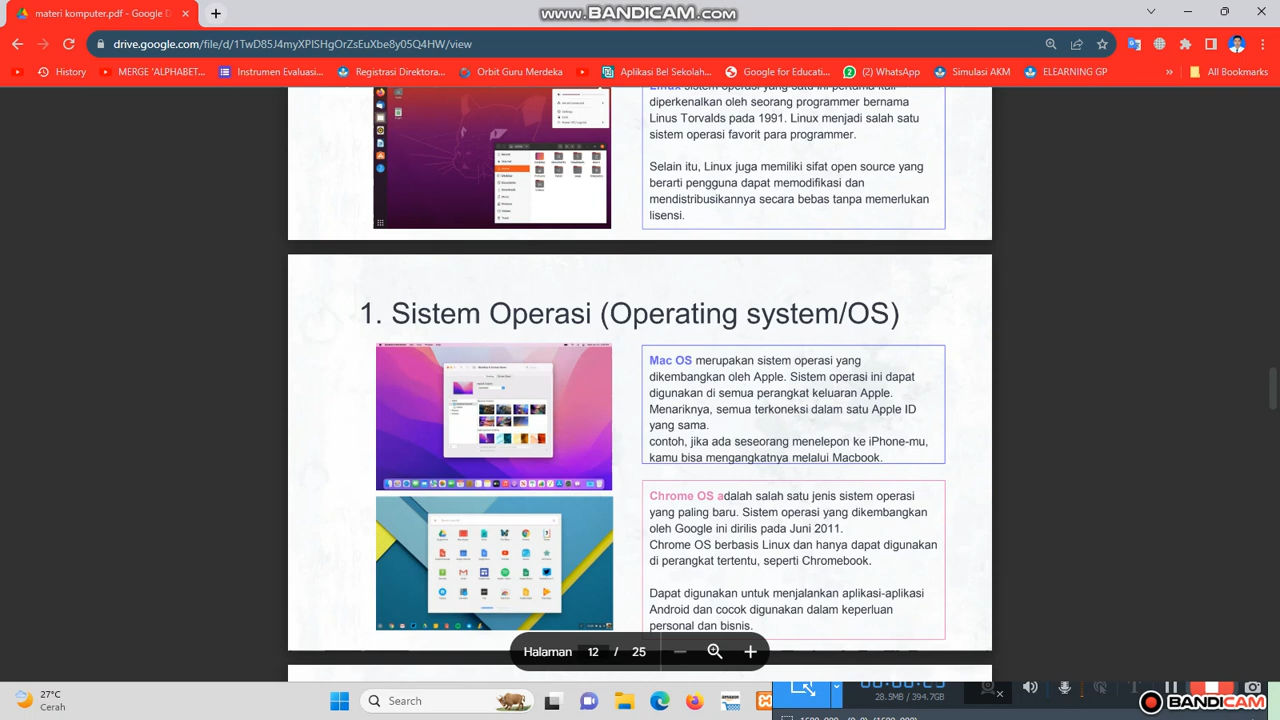 www.BANDICAM.com
materi komputer.pdf - Google D
drive.google.com/file/d/1TwD85J4myXPlSHgOrZsEuXbe8y05Q4HW/view
History
MERGE 'ALPHABET...
Instrumen Evaluasi...
Registrasi Direktora...
Orbit Guru Merdeka
Aplikasi Bel Sekolah...
Google for Educati...
(2) WhatsApp
Simulasi AKM
ELEARNING GP
»
All Bookmarks
Linux sistem operasi yang satu ini pertama kali
diperkenalkan oleh seorang programmer bernama
Linus Torvalds pada 1991. Linux menjadi salah satu
sistem operasi favorit para programmer.
Selain itu, Linux juga memiliki sifat open source yang
berarti pengguna dapat memodifikasi dan
mendistribusikannya secara bebas tanpa memerlukan
lisensi.
1. Sistem Operasi (Operating system/OS)
Mac OS merupakan sistem operasi yang
dikembangkan oleh Apple. Sistem operasi ini dapat
digunakan di semua perangkat keluaran Apple.
Menariknya, semua terkoneksi dalam satu Apple ID
yang sama.
contoh, jika ada seseorang menelepon ke iPhone-mu,
kamu bisa mengangkatnya melalui Macbook.
Chrome OS adalah salah satu jenis sistem operasi
yang paling baru. Sistem operasi yang dikembangkan
oleh Google ini dirilis pada Juni 2011.
Chrome OS berbasis Linux dan hanya dapat digunakan
di perangkat tertentu, seperti Chromebook.
Dapat digunakan untuk menjalankan aplikasi-aplikasi
Android dan cocok digunakan dalam keperluan
personal dan bisnis.
Halaman 12 / 25
27°C
Cerah
Search
28.5MB / 394.7GB
BANDICAM